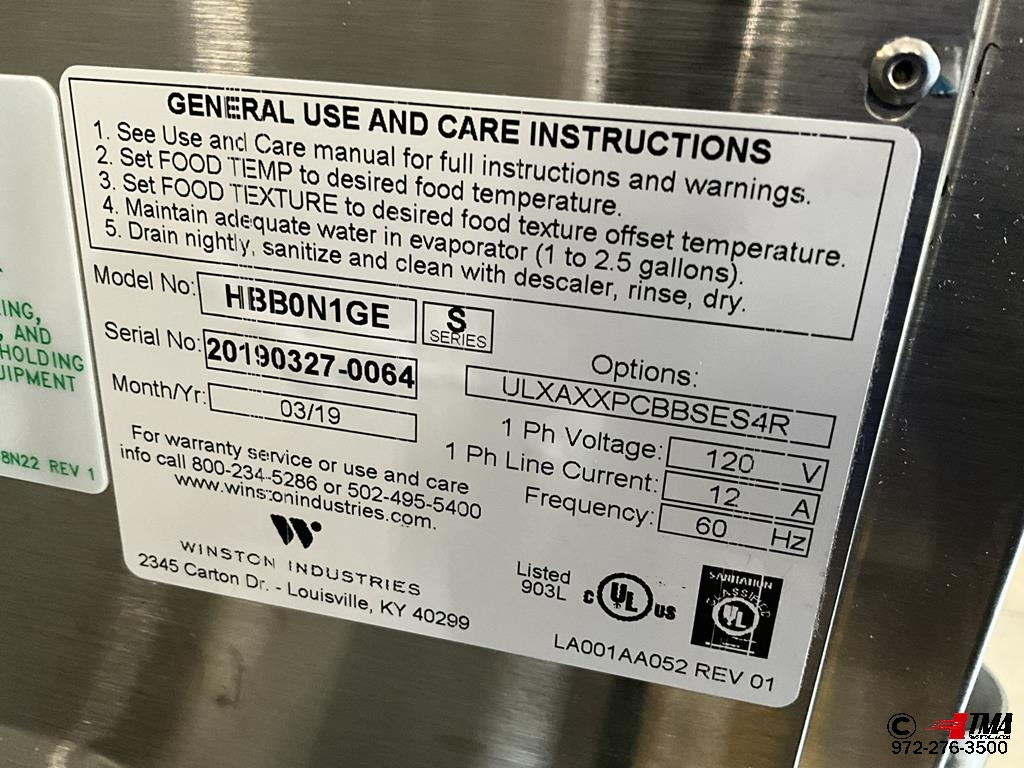 GENERAL USE AND CARE INSTRUCTIONS
1. See Use and Care manual for full instructions and warnings.
2. Set FOOD TEMP to desired food temperature.
3. Set FOOD TEXTURE to desired food texture offset temperature.
4. Maintain adequate water in evaporator (1 to 2.5 gallons).
5. Drain nightly, sanitize and clean with descaler, rinse, dry.
Model No: HBB0N1GE S SERIES
Serial No: 20190327-0064
Month/Yr: 03/19
Options:
ULXAXXPCBBSES4R
1 Ph Voltage: 120 V
1 Ph Line Current: 12 A
Frequency: 60 Hz
For warranty service or use and care
info call 800-234-5286 or 502-495-5400
www.winstonindustries.com.
WINSTON INDUSTRIES
2345 Carton Dr. - Louisville, KY 40299
Listed
903L
C UL US
SANITATION
CLASSIFIED
UL
LA001AA052 REV 01
ING,
, AND
HOLDING
UIPMENT
8N22 REV 1
© TMA
972-276-3500